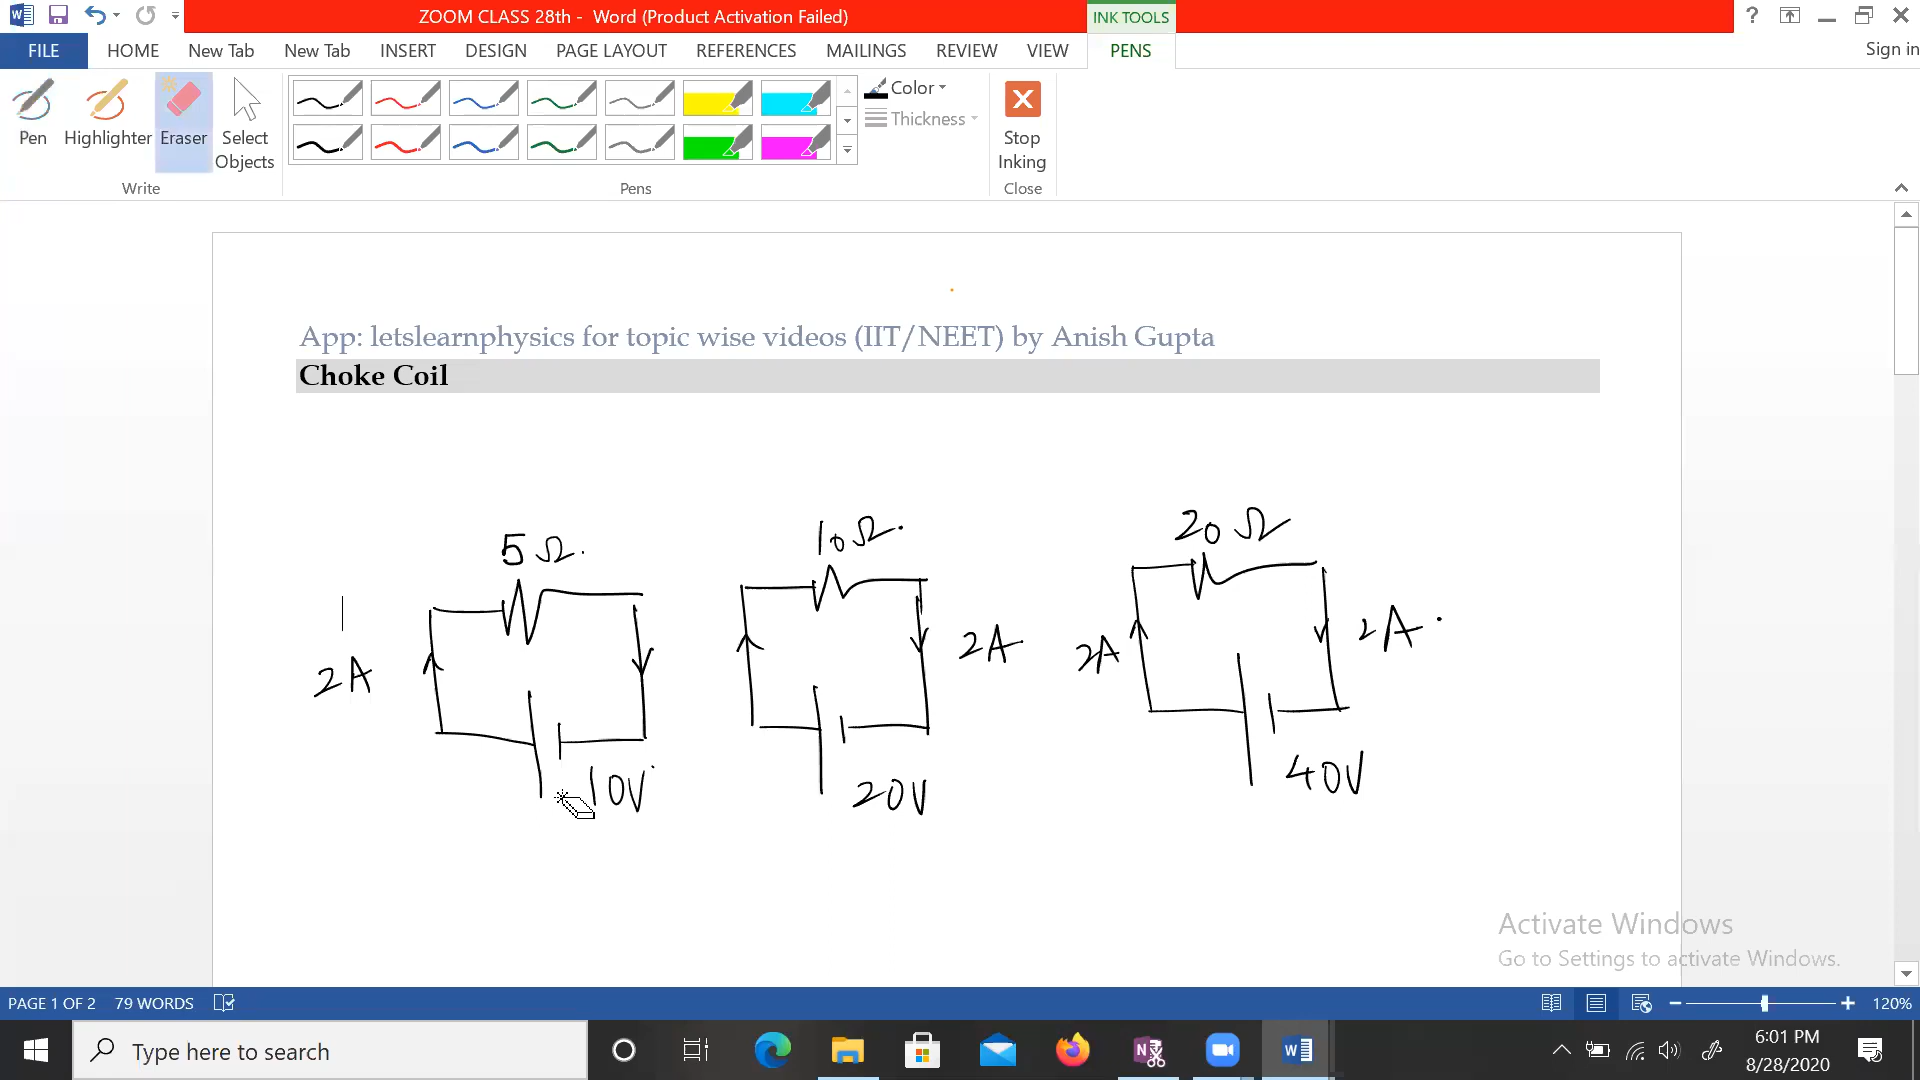 ZOOM CLASS 28th - Word (Product Activation Failed)
INK TOOLS
FILE HOME New Tab New Tab INSERT DESIGN PAGE LAYOUT REFERENCES MAILINGS REVIEW VIEW PENS Sign in
Pen Highlighter Eraser Select Objects
Color
Thickness
Stop Inking
Write Pens Close
App: letslearnphysics for topic wise videos (IIT/NEET) by Anish Gupta
Choke Coil
5 Ω. 10Ω. 20 Ω
2A 2A 2A 2A.
10V 20V 40V
Activate Windows
Go to Settings to activate Windows.
PAGE 1 OF 2 79 WORDS 120%
Type here to search
6:01 PM
8/28/2020